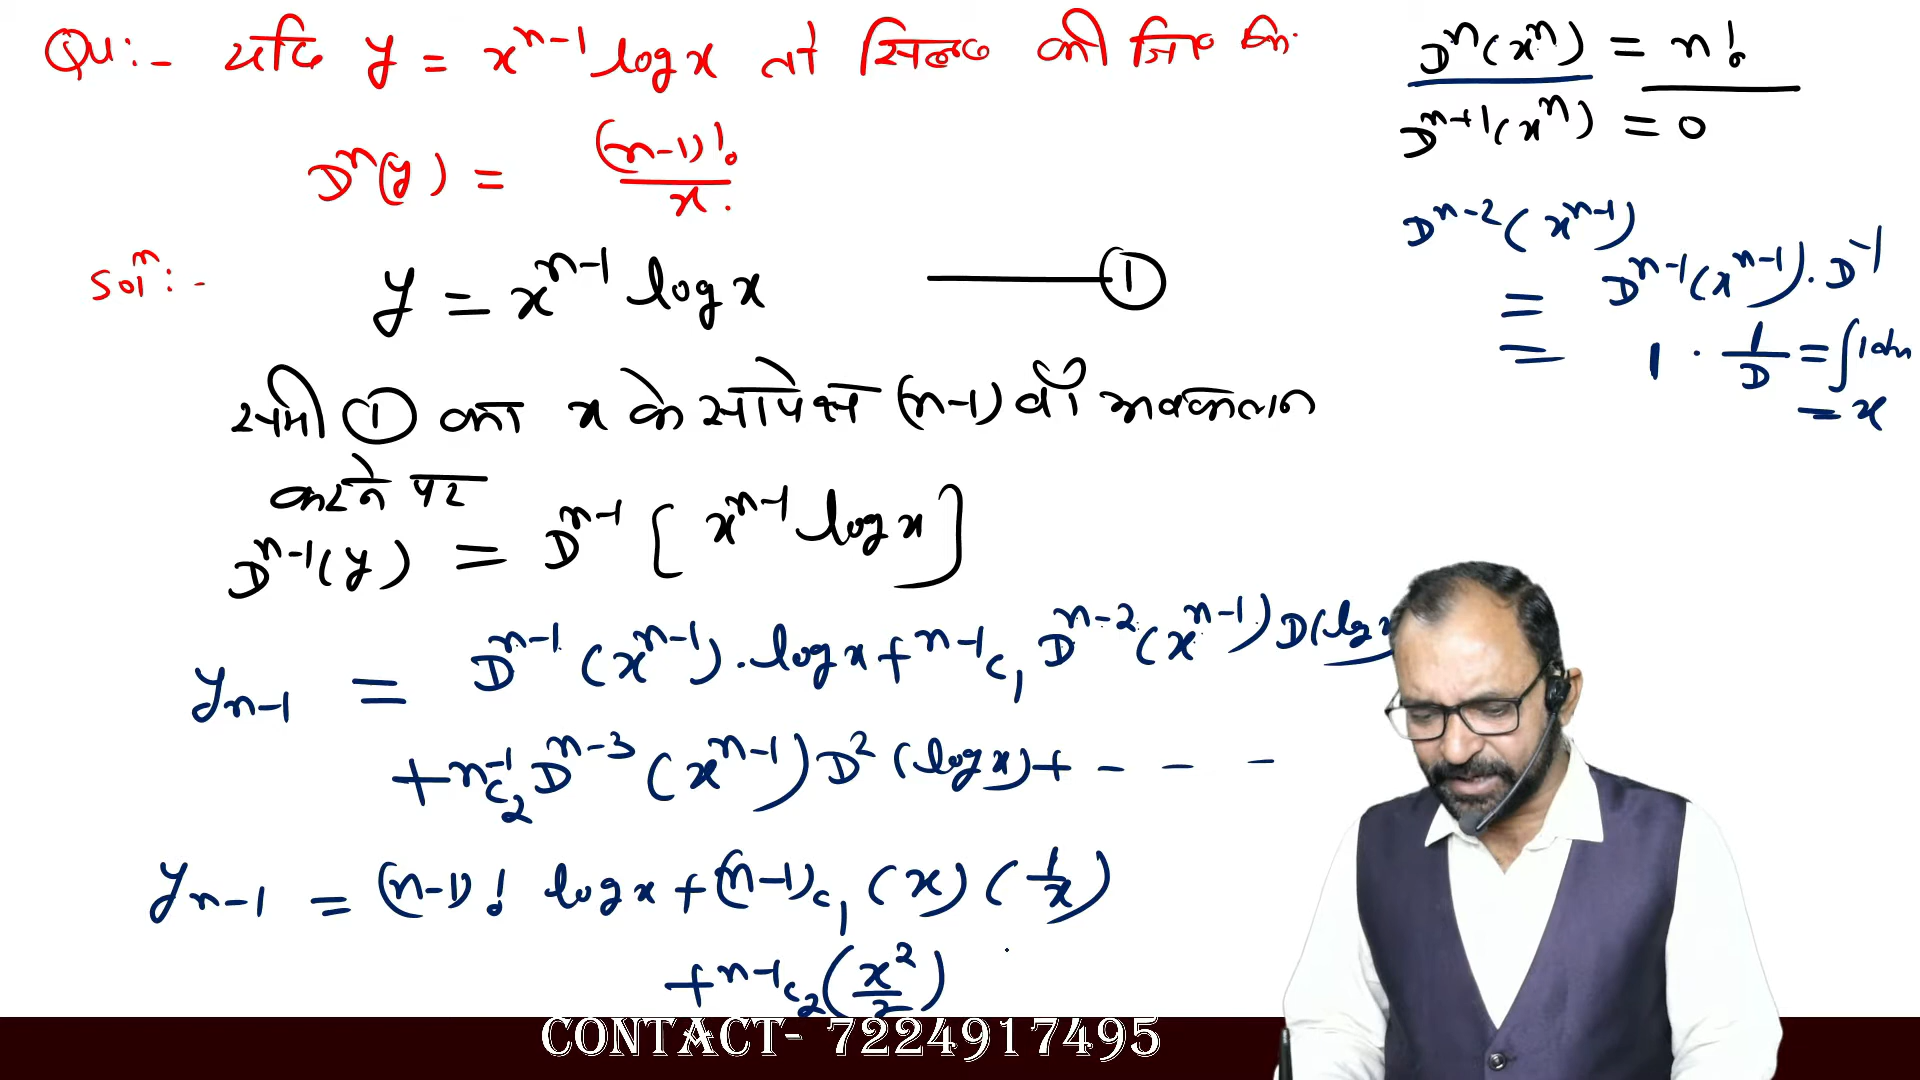 Qu:- यदि y = x^{n-1} log x तो सिद्ध कीजिए कि
D^n(y) = (n-1)!/x
Sol^n:- y = x^{n-1} log x ——— ①
समी ① का x के सापेक्ष (n-1) वाँ अवकलन
करने पर
D^{n-1}(y) = D^{n-1} [x^{n-1} log x]
y_{n-1} = D^{n-1}(x^{n-1}).log x + ^{n-1}c_1 D^{n-2}(x^{n-1}) D(log x
+ ^{n-1}c_2 D^{n-3}(x^{n-1}) D^2(log x) + - - -
y_{n-1} = (n-1)! log x + (n-1)c_1 (x)(1/x)
+ ^{n-1}c_2 (x^2/2)
D^n(x^n) = n!
D^{n+1}(x^n) = 0
D^{n-2}(x^{n-1})
= D^{n-1}(x^{n-1}).D^{-1}
= 1 . 1/D = ∫1dx
= x
CONTACT- 7224917495